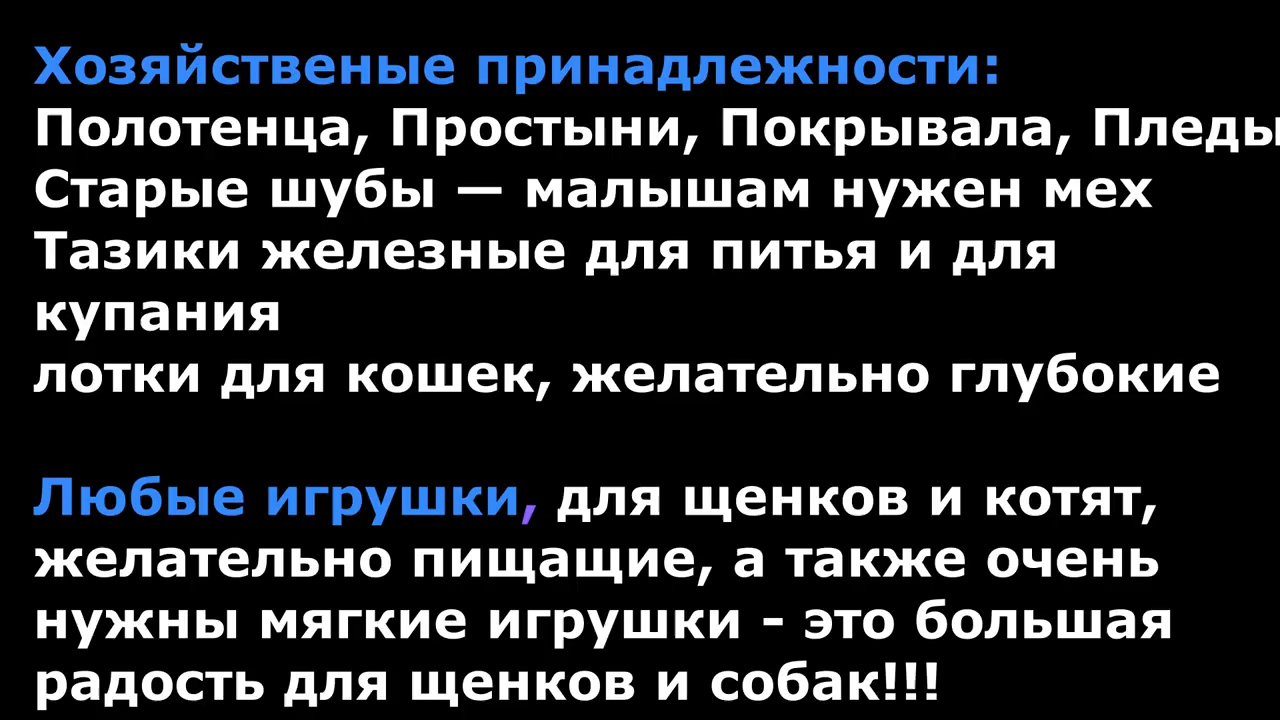 Хозяйственые принадлежности:
Полотенца, Простыни, Покрывала, Пледы
Старые шубы — малышам нужен мех
Тазики железные для питья и для
купания
лотки для кошек, желательно глубокие
Любые игрушки, для щенков и котят,
желательно пищащие, а также очень
нужны мягкие игрушки - это большая
радость для щенков и собак!!!